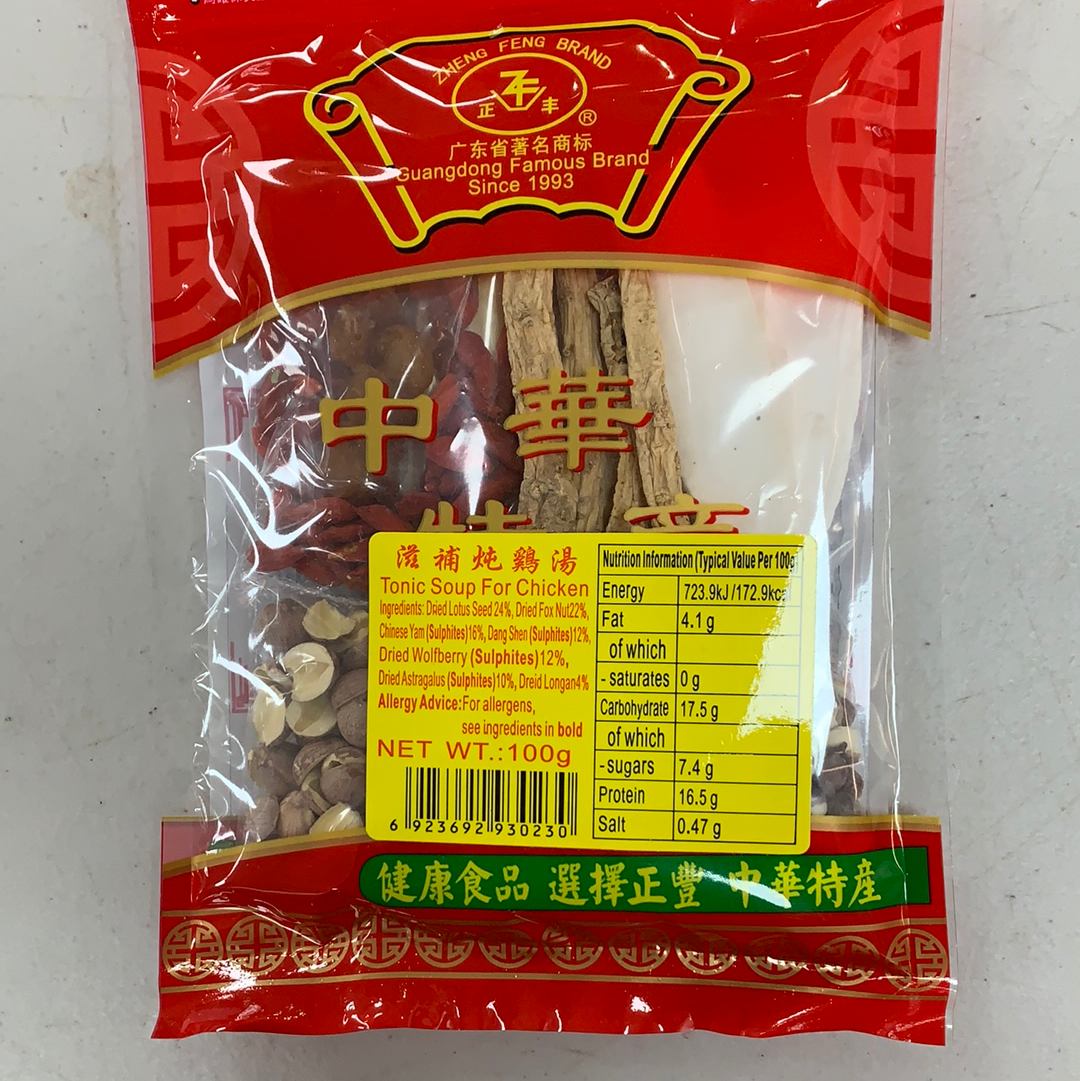 ZHENG FENG BRAND
正 丰
®
广东省著名商标
Guangdong Famous Brand
Since 1993
中華
特産
滋補炖鷄湯
Tonic Soup For Chicken
Ingredients: Dried Lotus Seed 24%, Dried Fox Nut22%,
Chinese Yam (Sulphites)16%, Dang Shen (Sulphites)12%,
Dried Wolfberry (Sulphites)12%,
Dried Astragalus (Sulphites)10%, Dreid Longan4%
Allergy Advice:For allergens,
see ingredients in bold
NET WT.:100g
6 923692 930230
Nutrition Information (Typical Value Per 100g
Energy 723.9kJ /172.9kca
Fat 4.1 g
of which
- saturates 0 g
Carbohydrate 17.5 g
of which
-sugars 7.4 g
Protein 16.5 g
Salt 0.47 g
健康食品 選擇正豐 中華特産